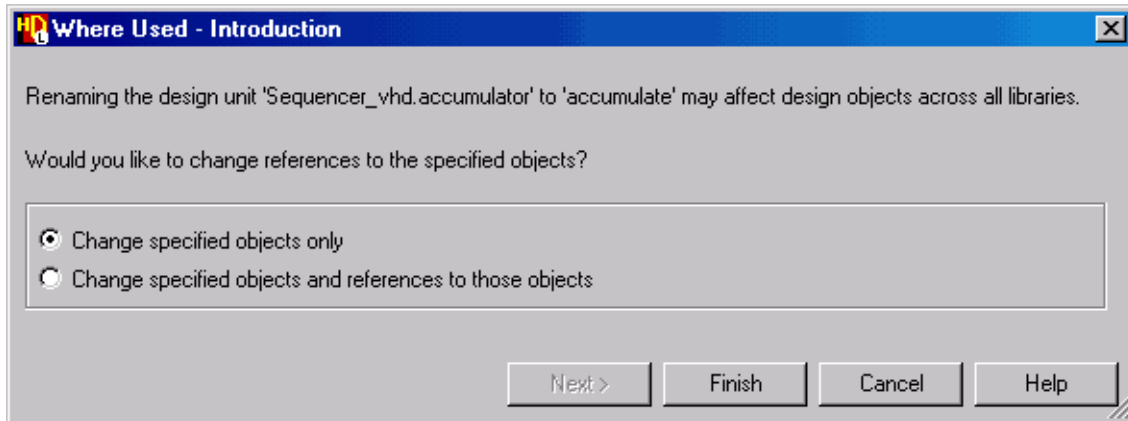 HD L Where Used - Introduction
Renaming the design unit 'Sequencer_vhd.accumulator' to 'accumulate' may affect design objects across all libraries.
Would you like to change references to the specified objects?
Change specified objects only
Change specified objects and references to those objects
Next > Finish Cancel Help